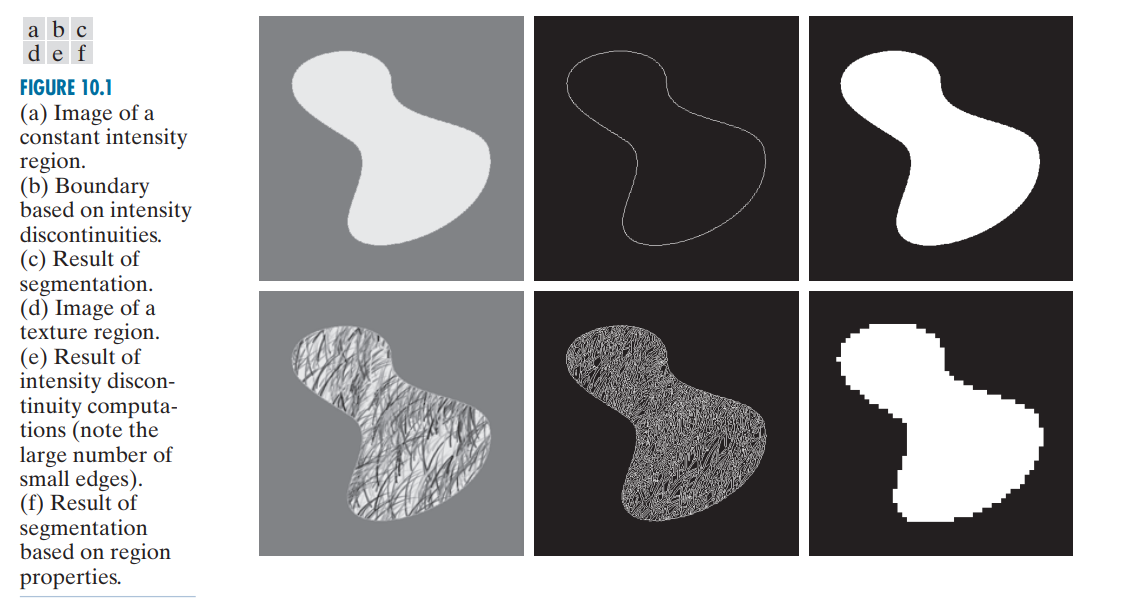 a b c
d e f
FIGURE 10.1
(a) Image of a
constant intensity
region.
(b) Boundary
based on intensity
discontinuities.
(c) Result of
segmentation.
(d) Image of a
texture region.
(e) Result of
intensity discon-
tinuity computa-
tions (note the
large number of
small edges).
(f) Result of
segmentation
based on region
properties.